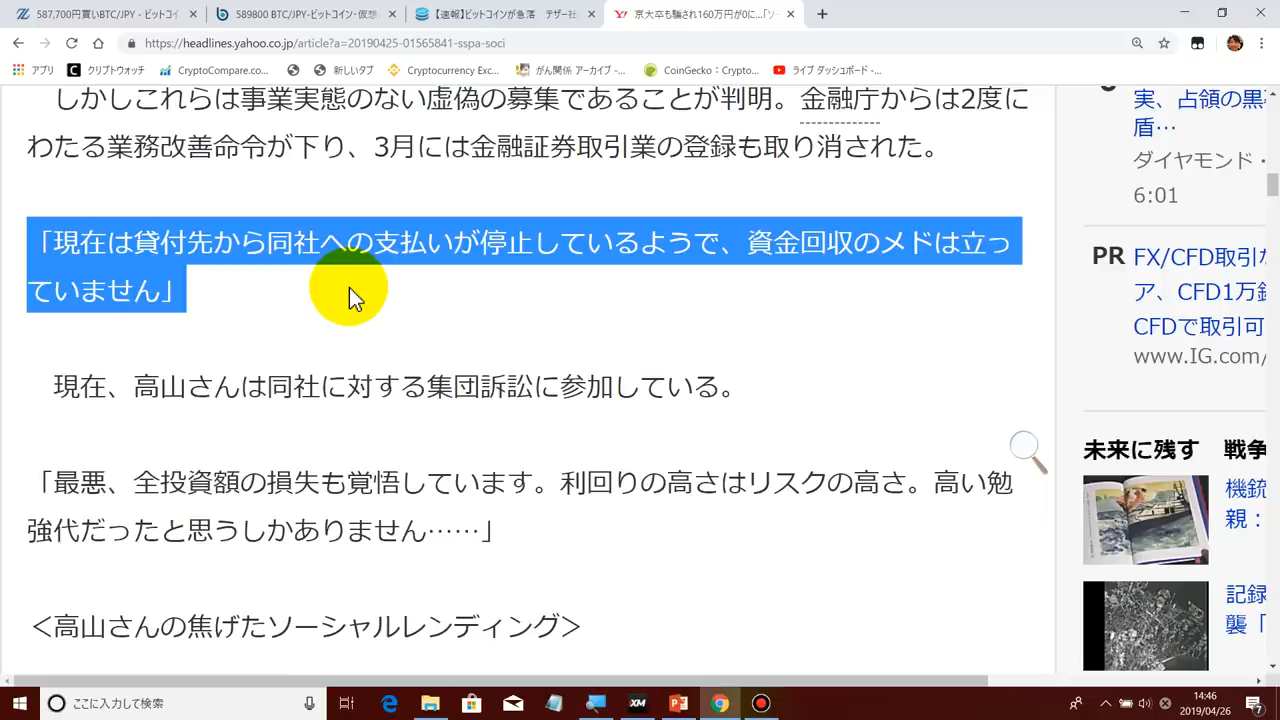 587,700円買いBTC/JPY - ビットコイ
589800 BTC/JPY-ビットコイン・仮想
【速報】ビットコインが急落 テザー社
京大卒も騙され160万円が0に...「ソー
https://headlines.yahoo.co.jp/article?a=20190425-01565841-sspa-soci
アプリ
クリプトウォッチ
CryptoCompare.co...
新しいタブ
Cryptocurrency Exc...
がん関係 アーカイブ -...
CoinGecko：Crypto...
ライブ ダッシュボード -...
しかしこれらは事業実態のない虚偽の募集であることが判明。金融庁からは2度に
わたる業務改善命令が下り、3月には金融証券取引業の登録も取り消された。
「現在は貸付先から同社への支払いが停止しているようで、資金回収のメドは立っ
ていません」
現在、高山さんは同社に対する集団訴訟に参加している。
「最悪、全投資額の損失も覚悟しています。利回りの高さはリスクの高さ。高い勉
強代だったと思うしかありません……」
＜高山さんの焦げたソーシャルレンディング＞
実、占領の黒
盾…
ダイヤモンド・
6:01
PR FX/CFD取引
ア、CFD1万
CFDで取引可
www.IG.com/
未来に残す 戦争
機銃
親：
記録
襲「
ここに入力して検索
XM
14:46
2019/04/26
7